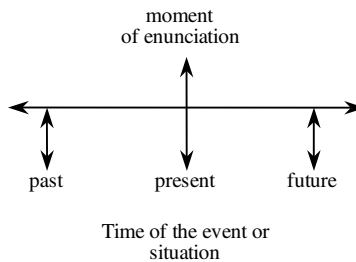 moment
of enunciation
past present future
Time of the event or
situation